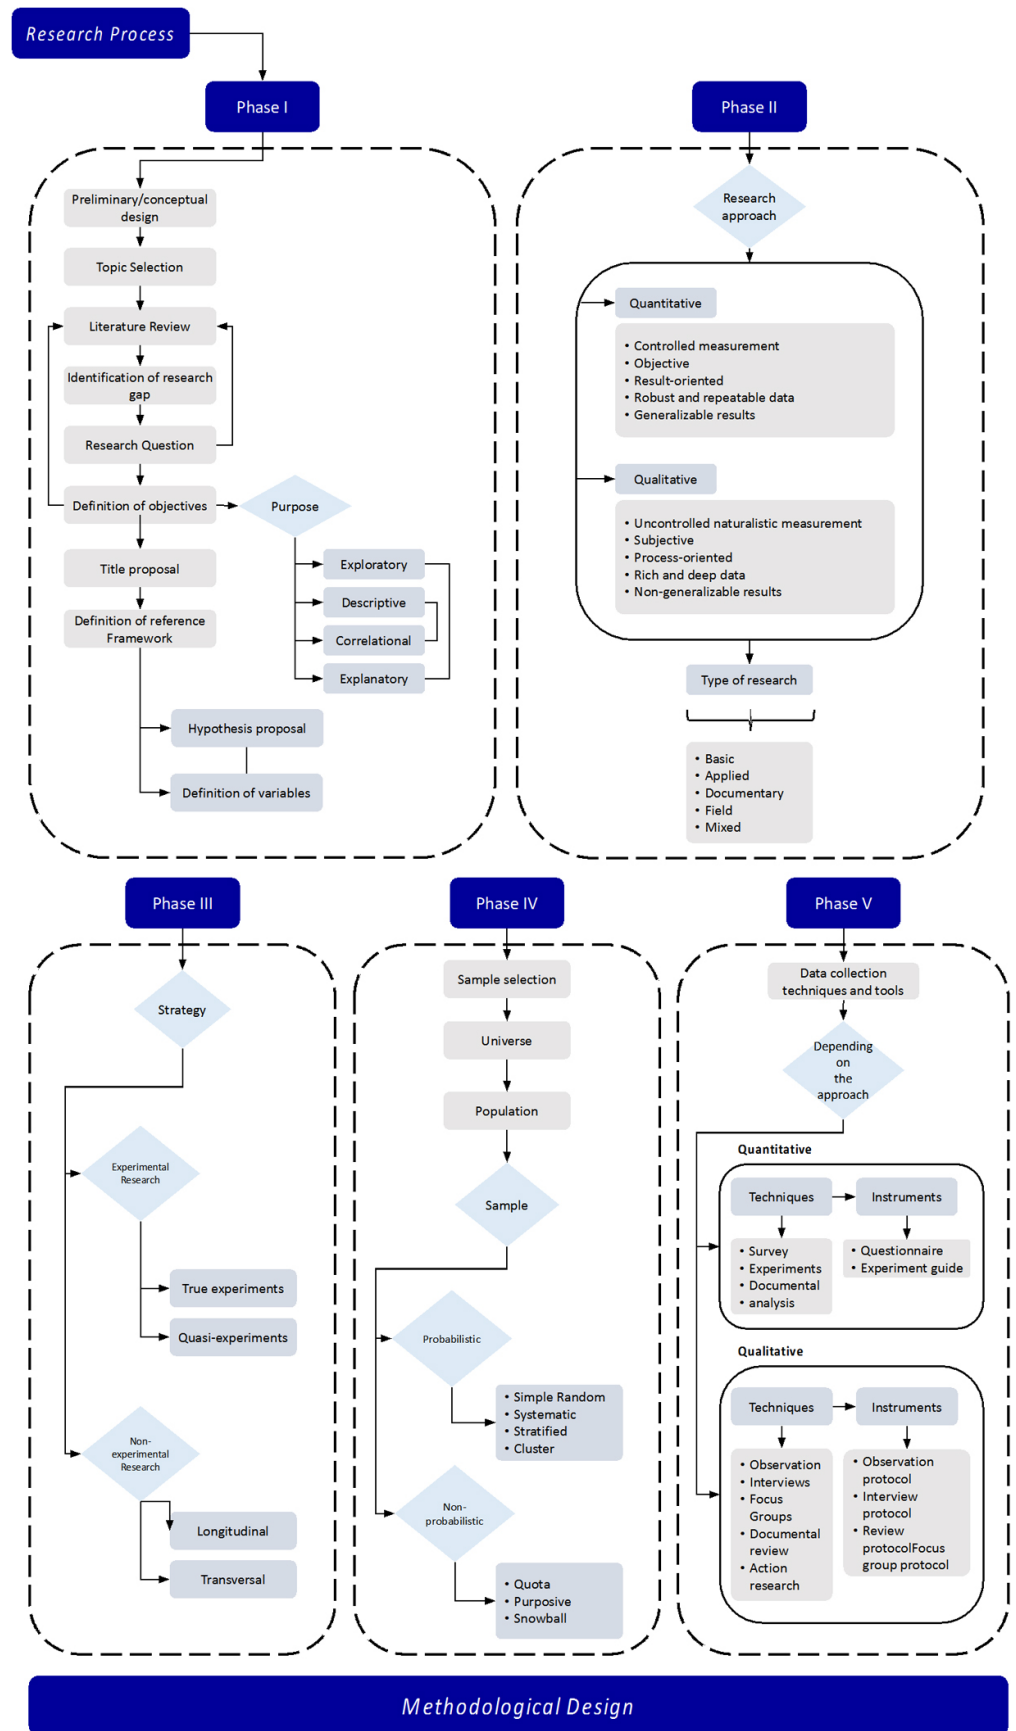 Research Process
Phase I
Preliminary/conceptual
design
Topic Selection
Literature Review
Identification of research
gap
Research Question
Definition of objectives
Purpose
Title proposal
Exploratory
Descriptive
Definition of reference
Framework
Correlational
Explanatory
Hypothesis proposal
Definition of variables
Phase II
Research
approach
Quantitative
• Controlled measurement
• Objective
• Result-oriented
• Robust and repeatable data
• Generalizable results
Qualitative
• Uncontrolled naturalistic measurement
• Subjective
• Process-oriented
• Rich and deep data
• Non-generalizable results
Type of research
• Basic
• Applied
• Documentary
• Field
• Mixed
Phase III
Strategy
Experimental
Research
True experiments
Quasi-experiments
Non-
experimental
Research
Longitudinal
Transversal
Phase IV
Sample selection
Universe
Population
Sample
Probabilistic
• Simple Random
• Systematic
• Stratified
• Cluster
Non-
probabilistic
• Quota
• Purposive
• Snowball
Phase V
Data collection
techniques and tools
Depending
on
the
approach
Quantitative
Techniques
Instruments
• Survey
• Experiments
• Documental
• analysis
• Questionnaire
• Experiment guide
Qualitative
Techniques
Instruments
• Observation
• Interviews
• Focus
Groups
• Documental
review
• Action
research
• Observation
protocol
• Interview
protocol
• Review
protocolFocus
group protocol
Methodological Design